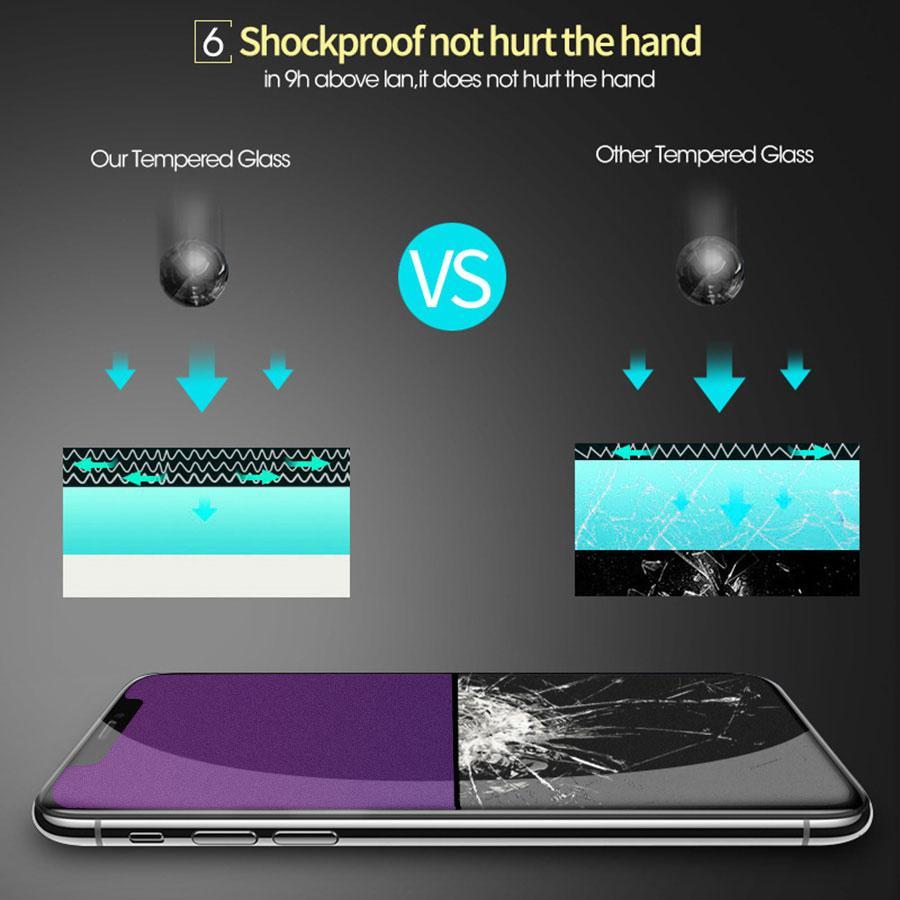 6 Shockproof not hurt the hand
in 9h above lan,it does not hurt the hand
Our Tempered Glass
Other Tempered Glass
VS